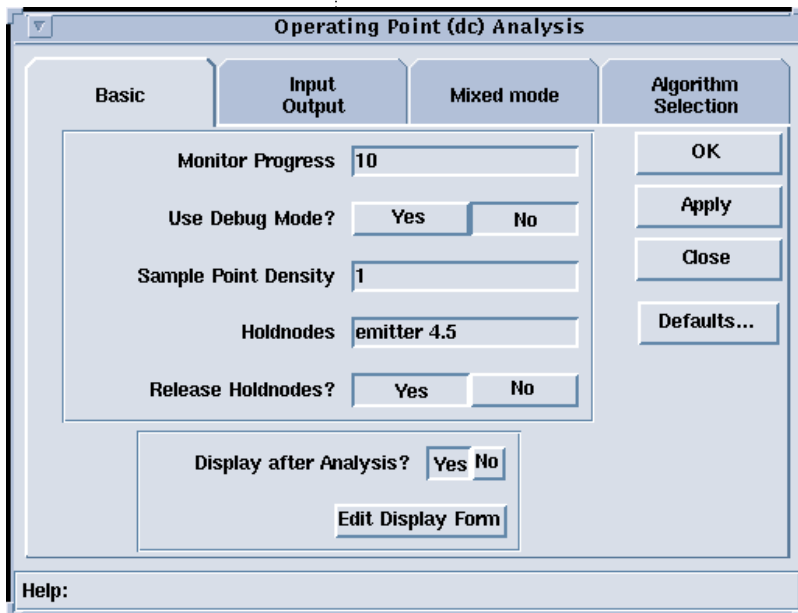 Operating Point (dc) Analysis
Basic
Input
Output
Mixed mode
Algorithm
Selection
Monitor Progress 10
Use Debug Mode? Yes No
Sample Point Density 1
Holdnodes emitter 4.5
Release Holdnodes? Yes No
Display after Analysis? Yes No
Edit Display Form
OK
Apply
Close
Defaults...
Help: